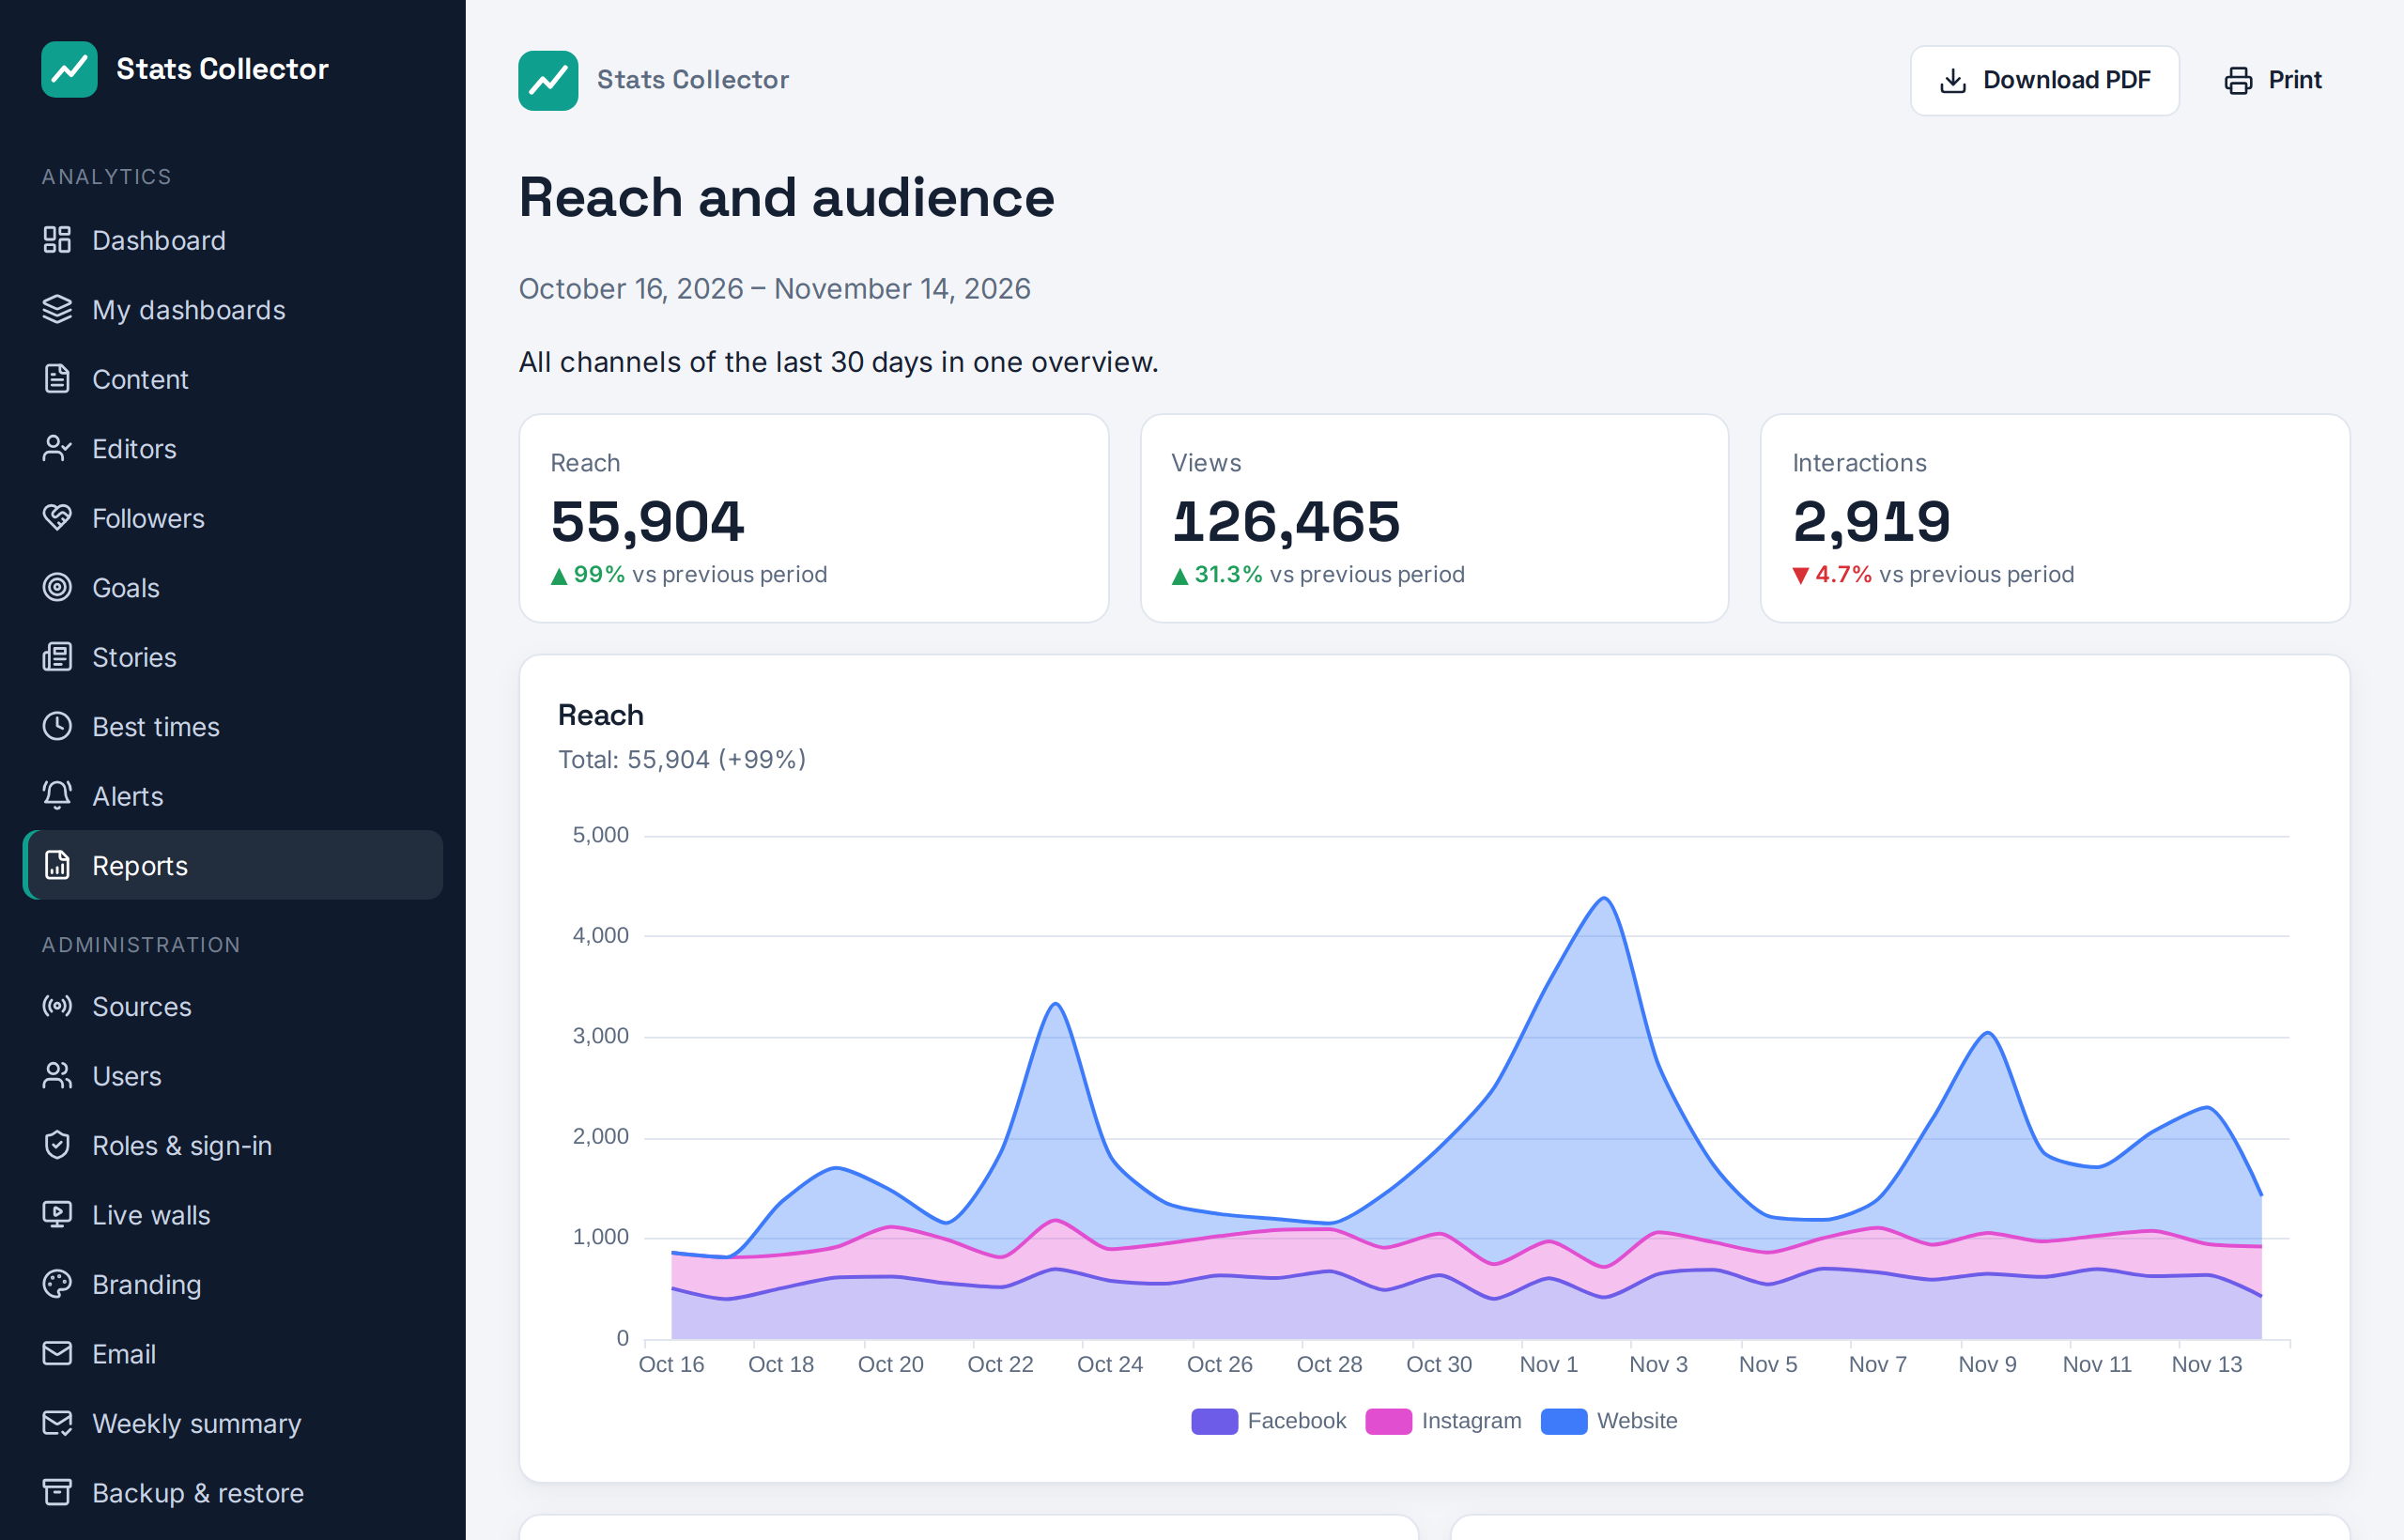 Stats Collector
ANALYTICS
Dashboard
My dashboards
Content
Editors
Followers
Goals
Stories
Best times
Alerts
Reports
ADMINISTRATION
Sources
Users
Roles & sign-in
Live walls
Branding
Email
Weekly summary
Backup & restore
Stats Collector
Download PDF
Print
Reach and audience
October 16, 2026 – November 14, 2026
All channels of the last 30 days in one overview.
Reach
55,904
▲ 99% vs previous period
Views
126,465
▲ 31.3% vs previous period
Interactions
2,919
▼ 4.7% vs previous period
Reach
Total: 55,904 (+99%)
5,000
4,000
3,000
2,000
1,000
0
Oct 16 Oct 18 Oct 20 Oct 22 Oct 24 Oct 26 Oct 28 Oct 30 Nov 1 Nov 3 Nov 5 Nov 7 Nov 9 Nov 11 Nov 13
Facebook Instagram Website